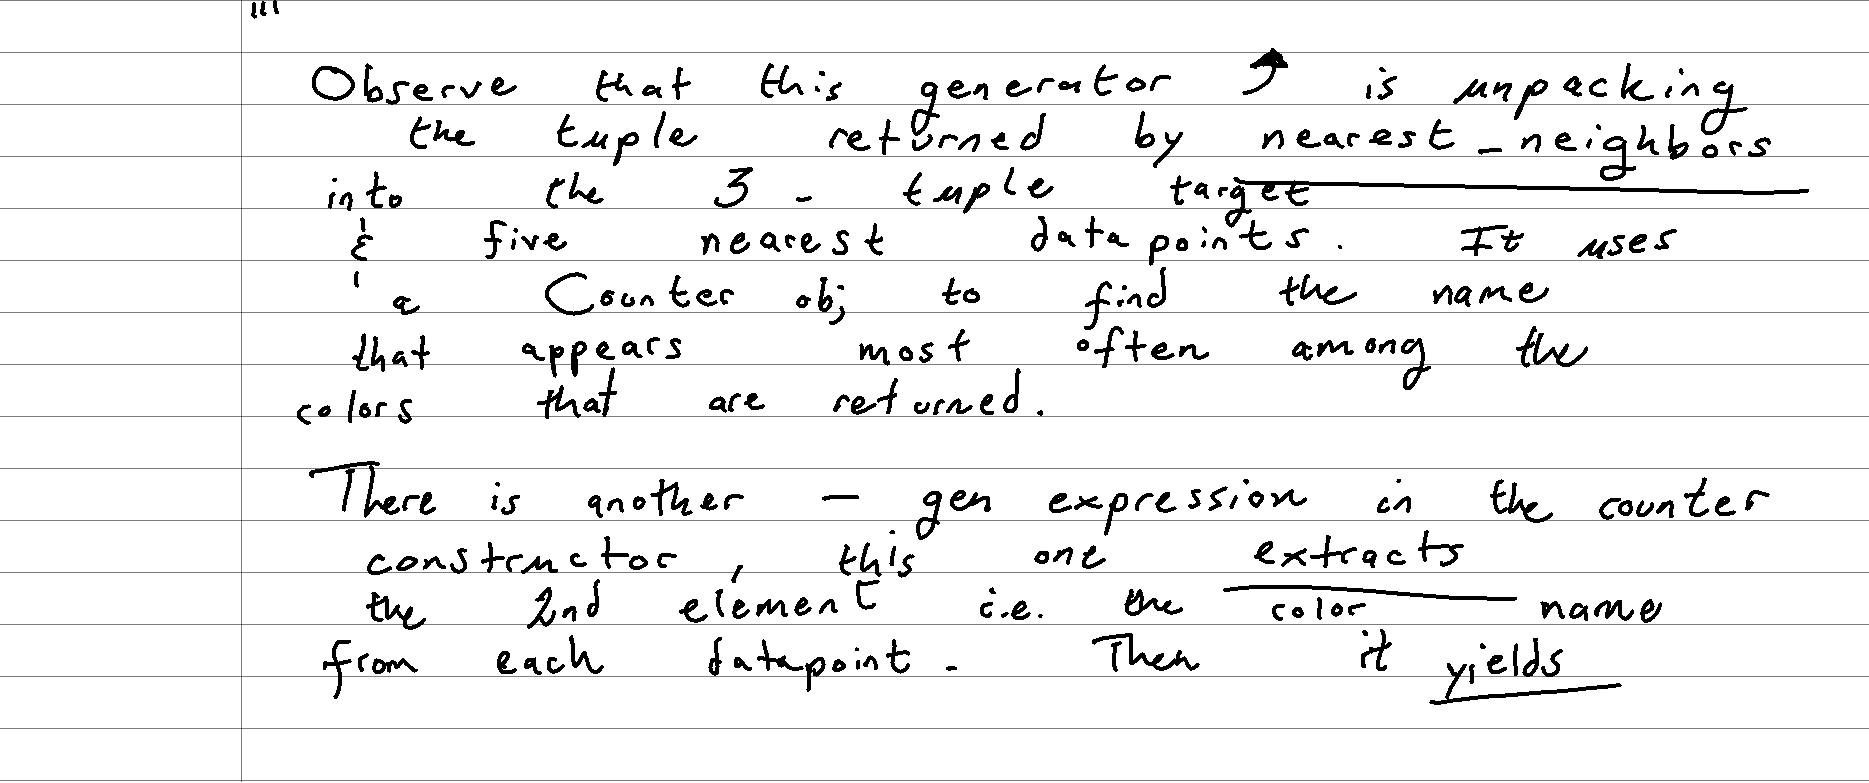 Observe that this generator is unpacking
the tuple returned by nearest_neighbors
into the 3-tuple target
& five nearest datapoints. It uses
a Counter obj to find the name
that appears most often among the
colors that are returned.
There is another - gen expression in the counter
constructor, this one extracts
the 2nd element i.e. the color name
from each datapoint. Then it yields